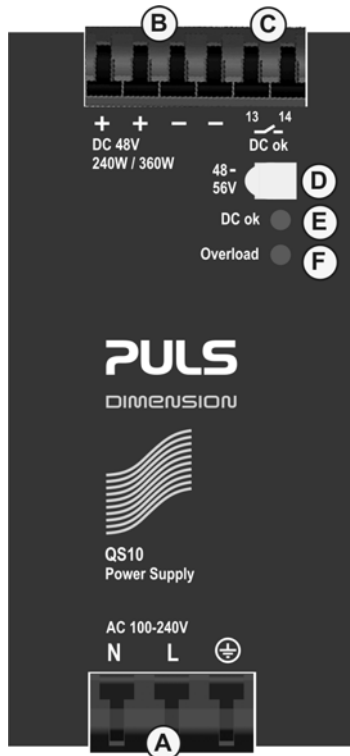 B C
+ + − − 13 14
DC 48V DC ok
240W / 360W
48-
56V D
DC ok E
Overload F
PULS
DIMENSION
QS10
Power Supply
AC 100-240V
N L
A